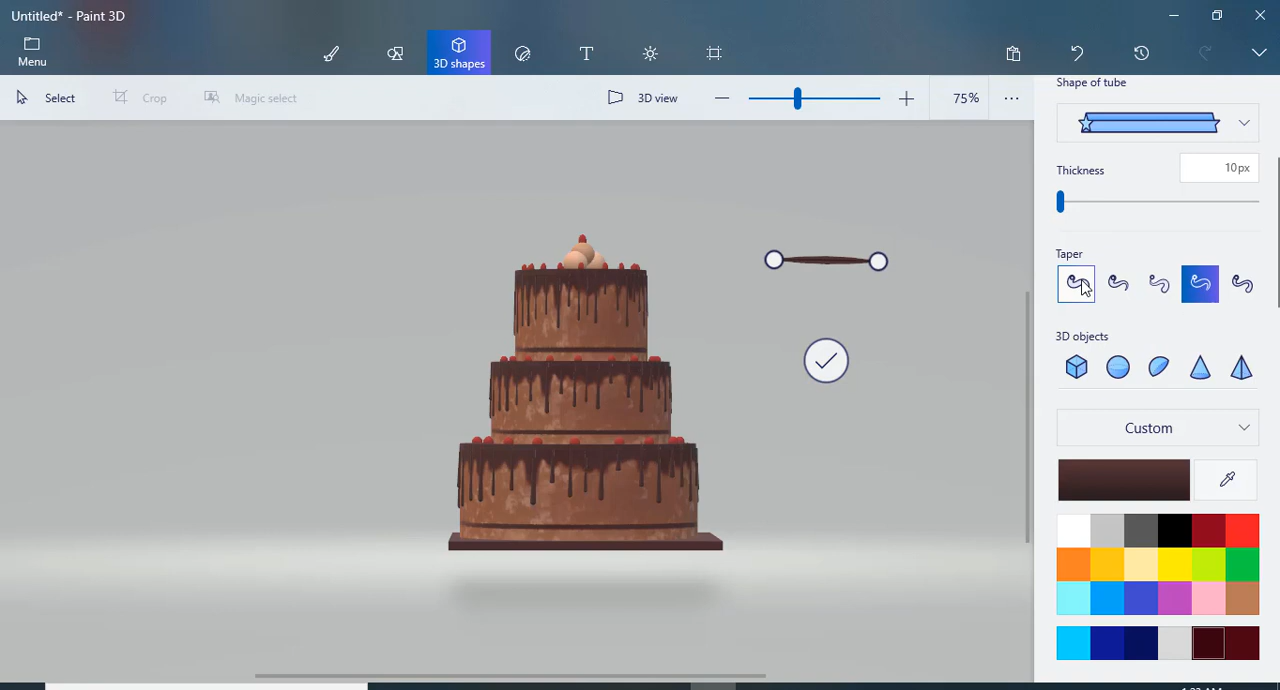 Untitled* - Paint 3D
Menu
3D shapes
Select
Crop
Magic select
3D view
75%
Shape of tube
Thickness
10px
Taper
3D objects
Custom